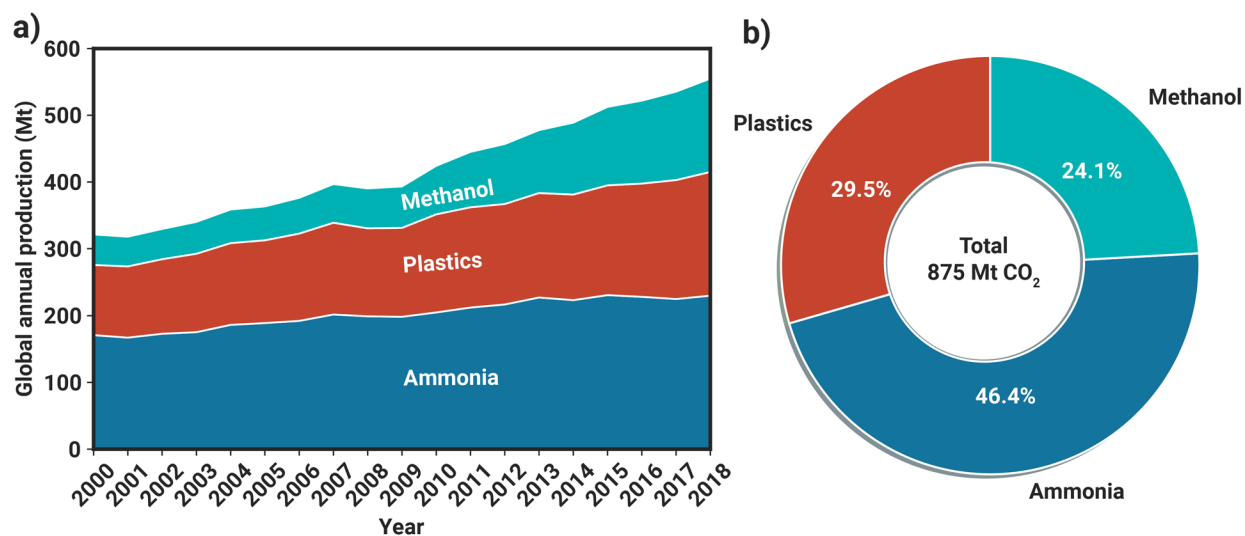 a)
600
500
400
300
200
100
0
Global annual production (Mt)
Methanol
Plastics
Ammonia
2000
2001
2002
2003
2004
2005
2006
2007
2008
2009
2010
2011
2012
2013
2014
2015
2016
2017
2018
Year
b)
Methanol
Plastics
24.1%
29.5%
Total
875 Mt CO₂
46.4%
Ammonia